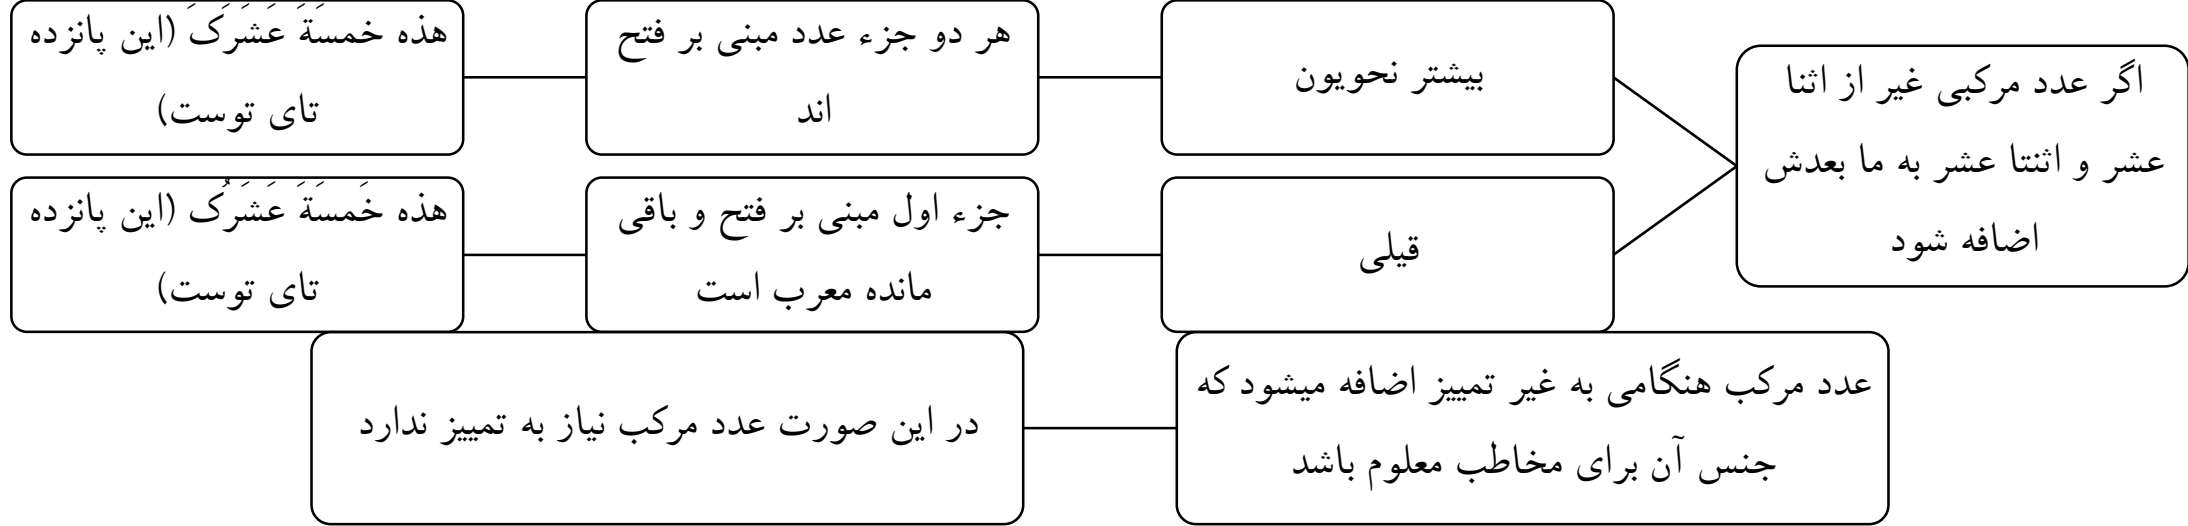 اگر عدد مرکبی غیر از اثنا
عشر و اثنتا عشر به ما بعدش
اضافه شود
بیشتر نحویون
هر دو جزء عدد مبنی بر فتح
اند
هذه خمسَةَ عَشَرَکَ (این پانزده
تای توست)
قیلی
جزء اول مبنی بر فتح و باقی
مانده معرب است
هذه خَمسَةَ عَشَرُکَ (این پانزده
تای توست)
عدد مرکب هنگامی به غیر تمییز اضافه میشود که
جنس آن برای مخاطب معلوم باشد
در این صورت عدد مرکب نیاز به تمییز ندارد